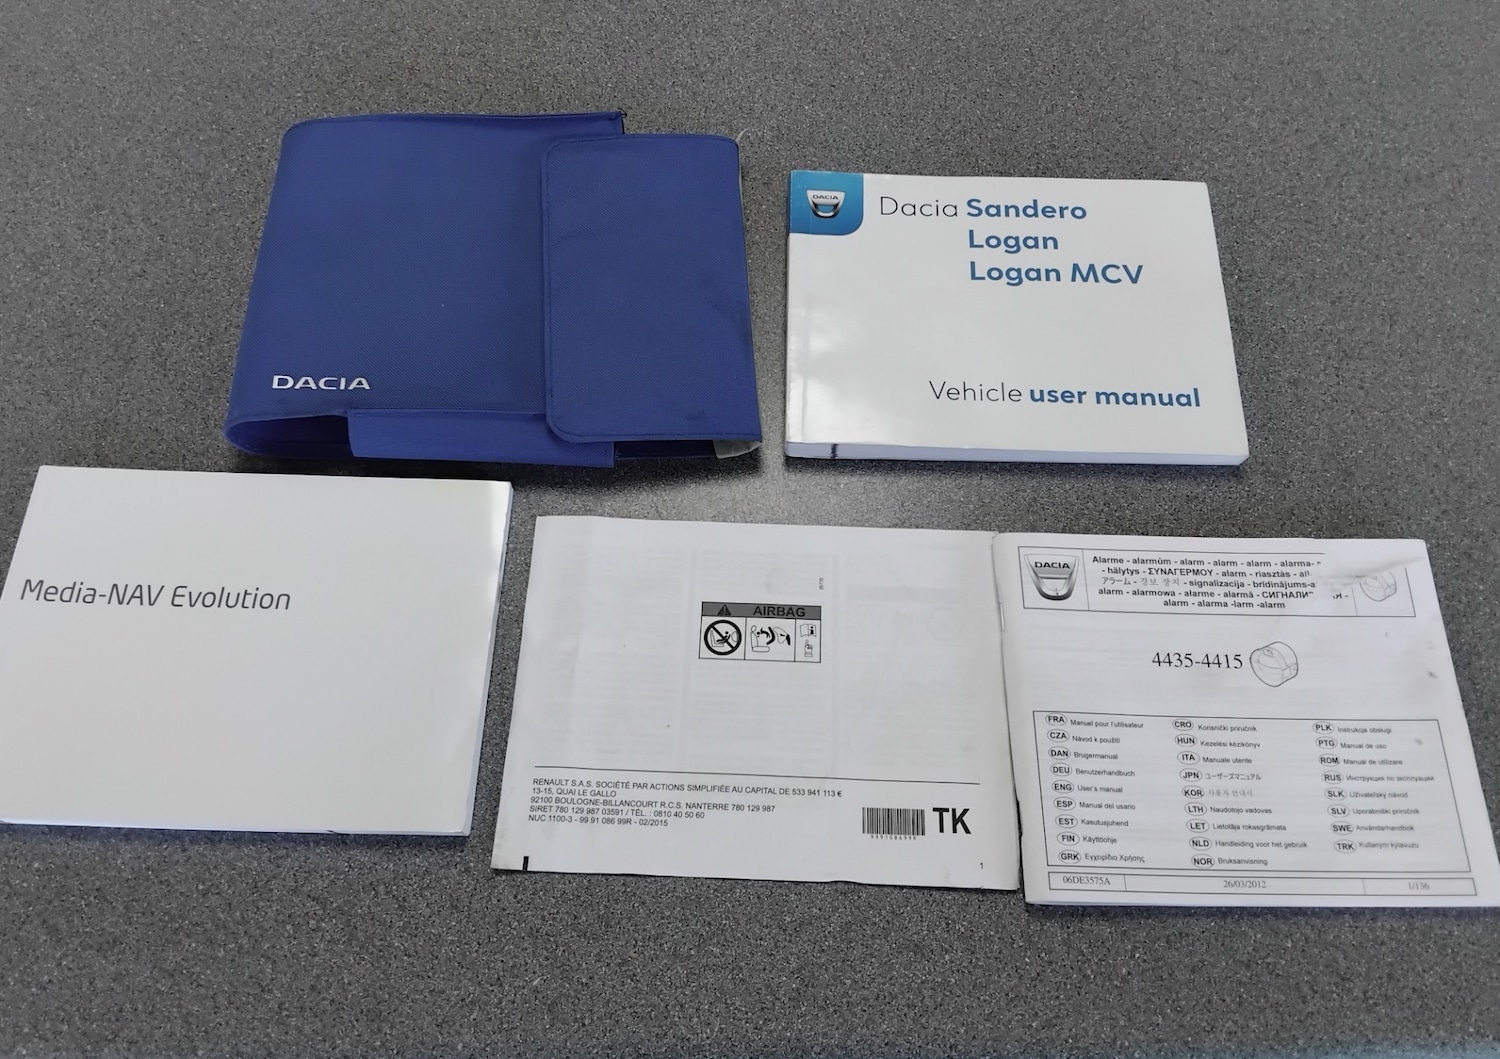 DACIA
DACIA
Dacia Sandero
Logan
Logan MCV
Vehicle user manual
Media-NAV Evolution
AIRBAG
RENAULT S.A.S. SOCIÉTÉ PAR ACTIONS SIMPLIFIÉE AU CAPITAL DE 533 941 113 €
13-15, QUAI LE GALLO
92100 BOULOGNE-BILLANCOURT R.C.S. NANTERRE 780 129 987
SIRET 780 129 987 03591 / TÉL. : 0810 40 50 60
NUC 1100-3 - 99 91 086 99R - 02/2015
TK
1
DACIA
Alarme - alarmům - alarm - alarm - alarm - alarma-
- hälytys - ΣΥΝΑΓΕΡΜΟΥ - alarm - riasztás -
アラーム - 경보 장치 - signalizacija - brīdinājums-
alarm - alarmowa - alarme - alarmă -
alarm - alarma -larm -alarm
4435-4415
FRA Manuel pour l'utilisateur
CZA Návod k použití
DAN Brugermanual
DEU Benutzerhandbuch
ENG User's manual
ESP Manual del usario
EST Kasutusjuhend
FIN Käyttöohje
GRK Εγχειρίδιο Χρήσης
CRO Korisnički priručnik
HUN Kezelési kézikönyv
ITA Manuale utente
JPN ユーザーズマニュアル
KOR 사용자 안내서
LTH Naudotojo vadovas
LET Lietotāja rokasgrāmata
NLD Handleiding voor het gebruik
NOR Bruksanvisning
PLK Instrukcja obsługi
PTG Manual de uso
ROM Manual de utilizare
RUS Инструкция по эксплуатации
SLK Užívateľský návod
SLV Uporabniški priročnik
SWE Användarhandbok
TRK Kullanım kýlavuzu
06DE3575A
26/03/2012
1/136